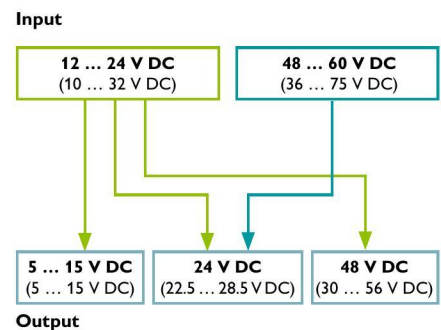 Input
12 … 24 V DC
(10 … 32 V DC)
48 … 60 V DC
(36 … 75 V DC)
5 … 15 V DC
(5 … 15 V DC)
24 V DC
(22.5 … 28.5 V DC)
48 V DC
(30 … 56 V DC)
Output